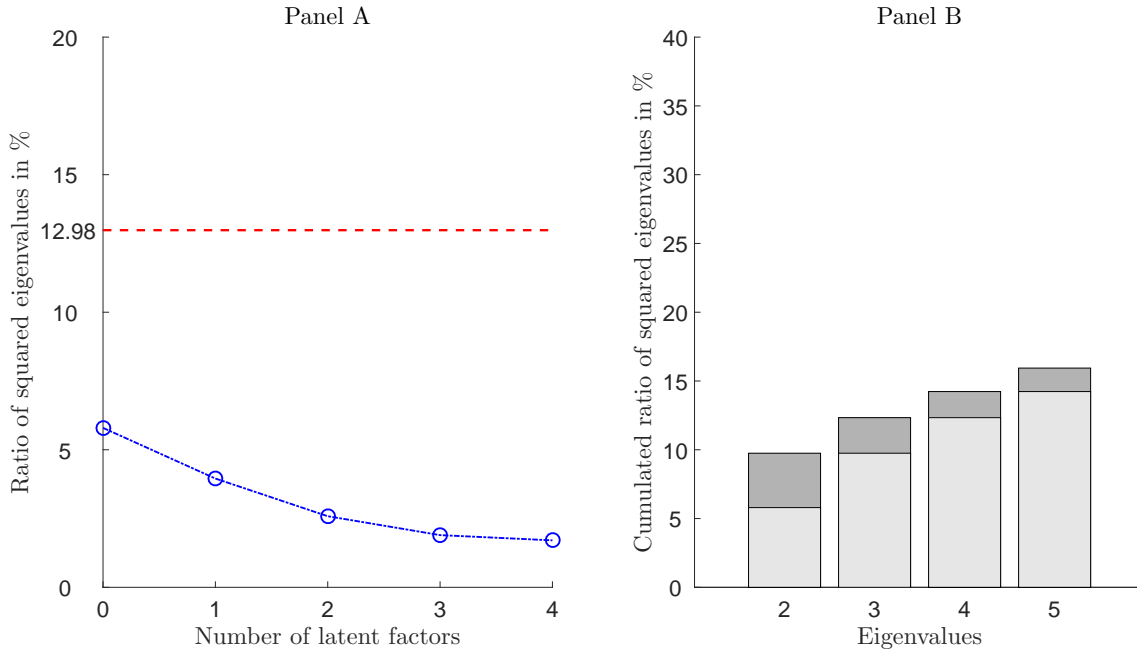 Panel A
Ratio of squared eigenvalues in %
20
15
12.98
10
5
0
0 1 2 3 4
Number of latent factors
Panel B
Cumulated ratio of squared eigenvalues in %
40
35
30
25
20
15
10
5
0
2 3 4 5
Eigenvalues